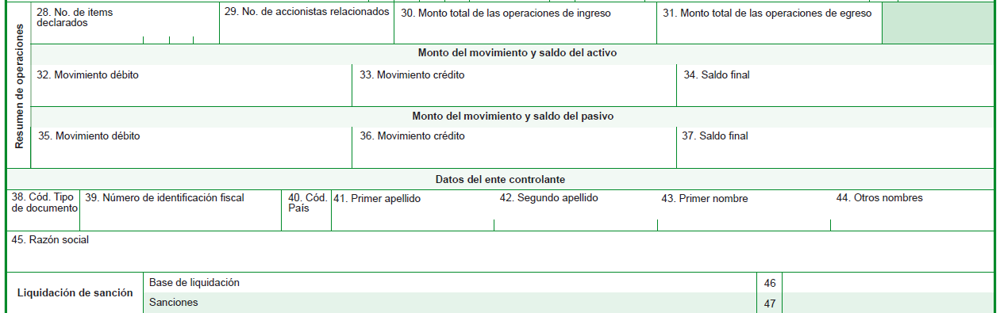 Resumen de operaciones
28. No. de items
declarados
29. No. de accionistas relacionados
30. Monto total de las operaciones de ingreso
31. Monto total de las operaciones de egreso
Monto del movimiento y saldo del activo
32. Movimiento débito
33. Movimiento crédito
34. Saldo final
Monto del movimiento y saldo del pasivo
35. Movimiento débito
36. Movimiento crédito
37. Saldo final
Datos del ente controlante
38. Cód. Tipo
de documento
39. Número de identificación fiscal
40. Cód.
País
41. Primer apellido
42. Segundo apellido
43. Primer nombre
44. Otros nombres
45. Razón social
Liquidación de sanción
Base de liquidación 46
Sanciones 47